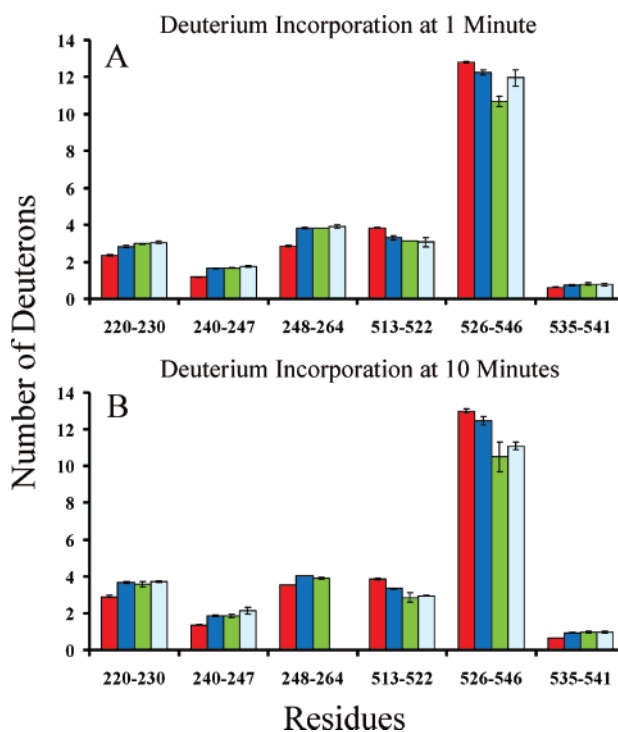 Deuterium Incorporation at 1 Minute
A
14
12
10
8
6
4
2
0
220-230 240-247 248-264 513-522 526-546 535-541
Number of Deuterons
Deuterium Incorporation at 10 Minutes
B
14
12
10
8
6
4
2
0
220-230 240-247 248-264 513-522 526-546 535-541
Residues